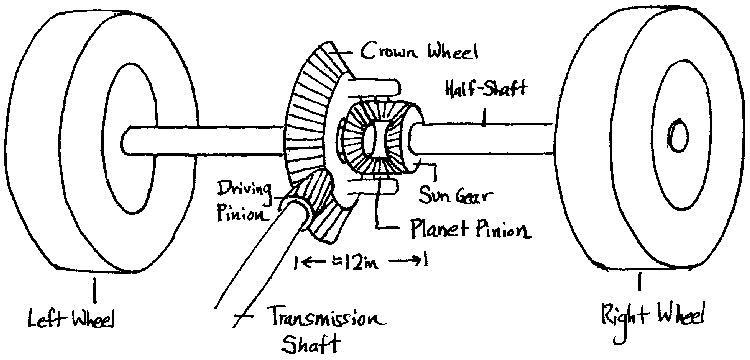 Crown Wheel
Half-Shaft
Driving
Pinion
Sun Gear
Planet Pinion
≈12in
Left Wheel
Transmission
Shaft
Right Wheel